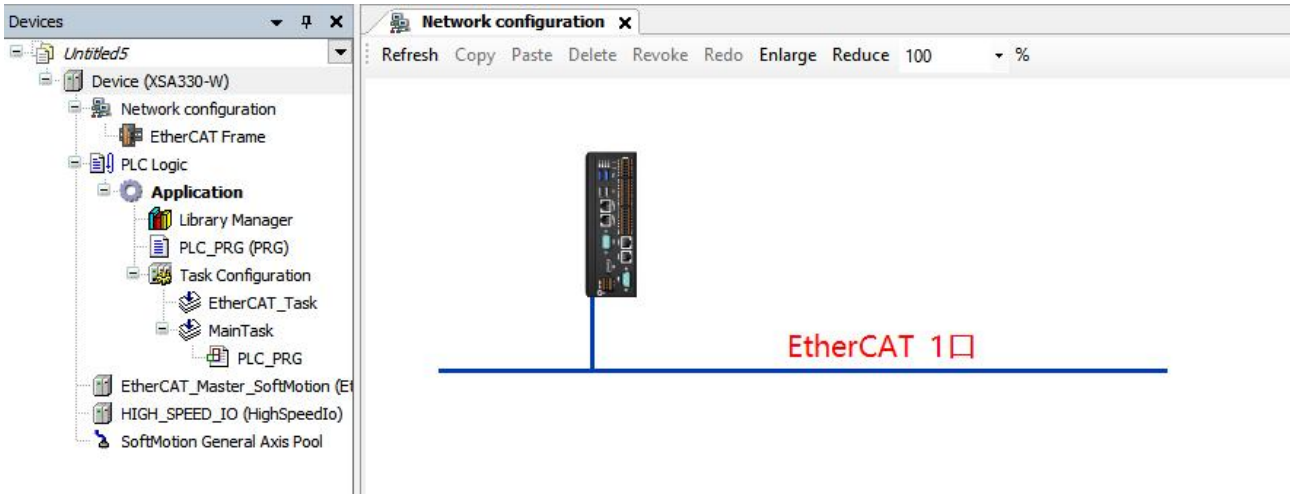 Devices
Untitled5
Device (XSA330-W)
Network configuration
EtherCAT Frame
PLC Logic
Application
Library Manager
PLC_PRG (PRG)
Task Configuration
EtherCAT_Task
MainTask
PLC_PRG
EtherCAT_Master_SoftMotion (Et
HIGH_SPEED_IO (HighSpeedIo)
SoftMotion General Axis Pool
Network configuration
Refresh Copy Paste Delete Revoke Redo Enlarge Reduce 100 %
EtherCAT 1口